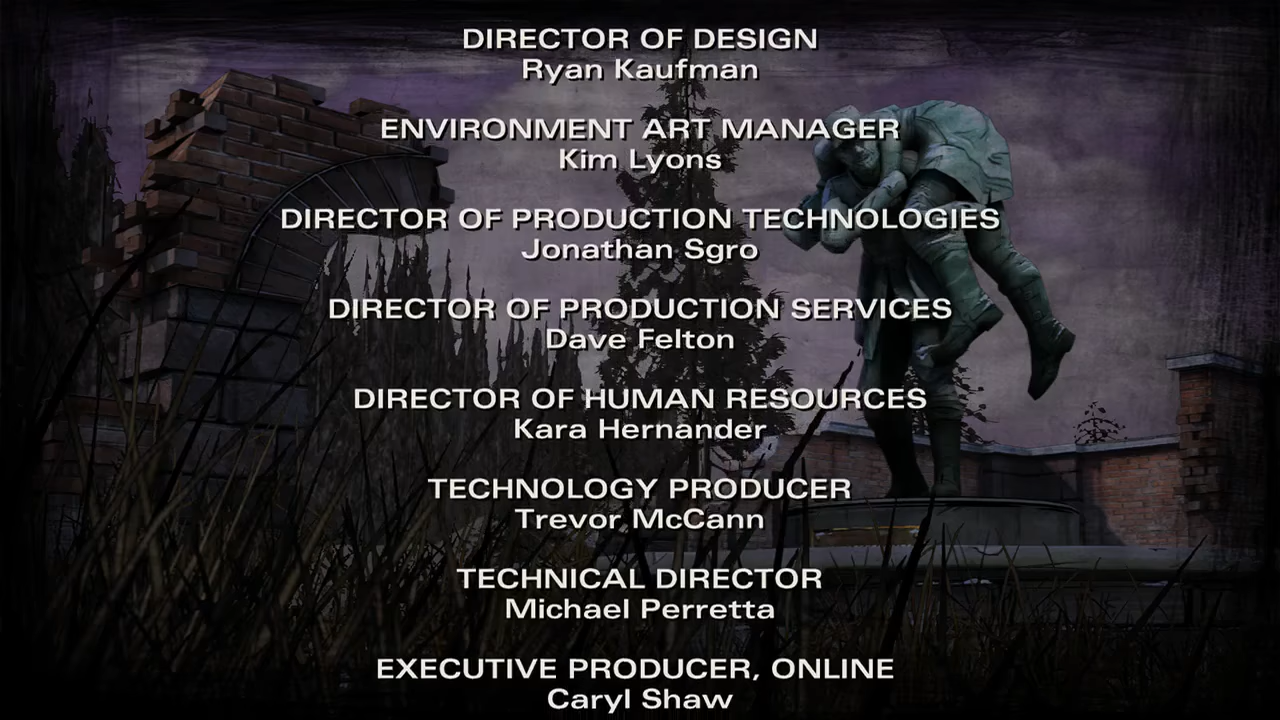 DIRECTOR OF DESIGN
Ryan Kaufman
ENVIRONMENT ART MANAGER
Kim Lyons
DIRECTOR OF PRODUCTION TECHNOLOGIES
Jonathan Sgro
DIRECTOR OF PRODUCTION SERVICES
Dave Felton
DIRECTOR OF HUMAN RESOURCES
Kara Hernander
TECHNOLOGY PRODUCER
Trevor McCann
TECHNICAL DIRECTOR
Michael Perretta
EXECUTIVE PRODUCER, ONLINE
Caryl Shaw